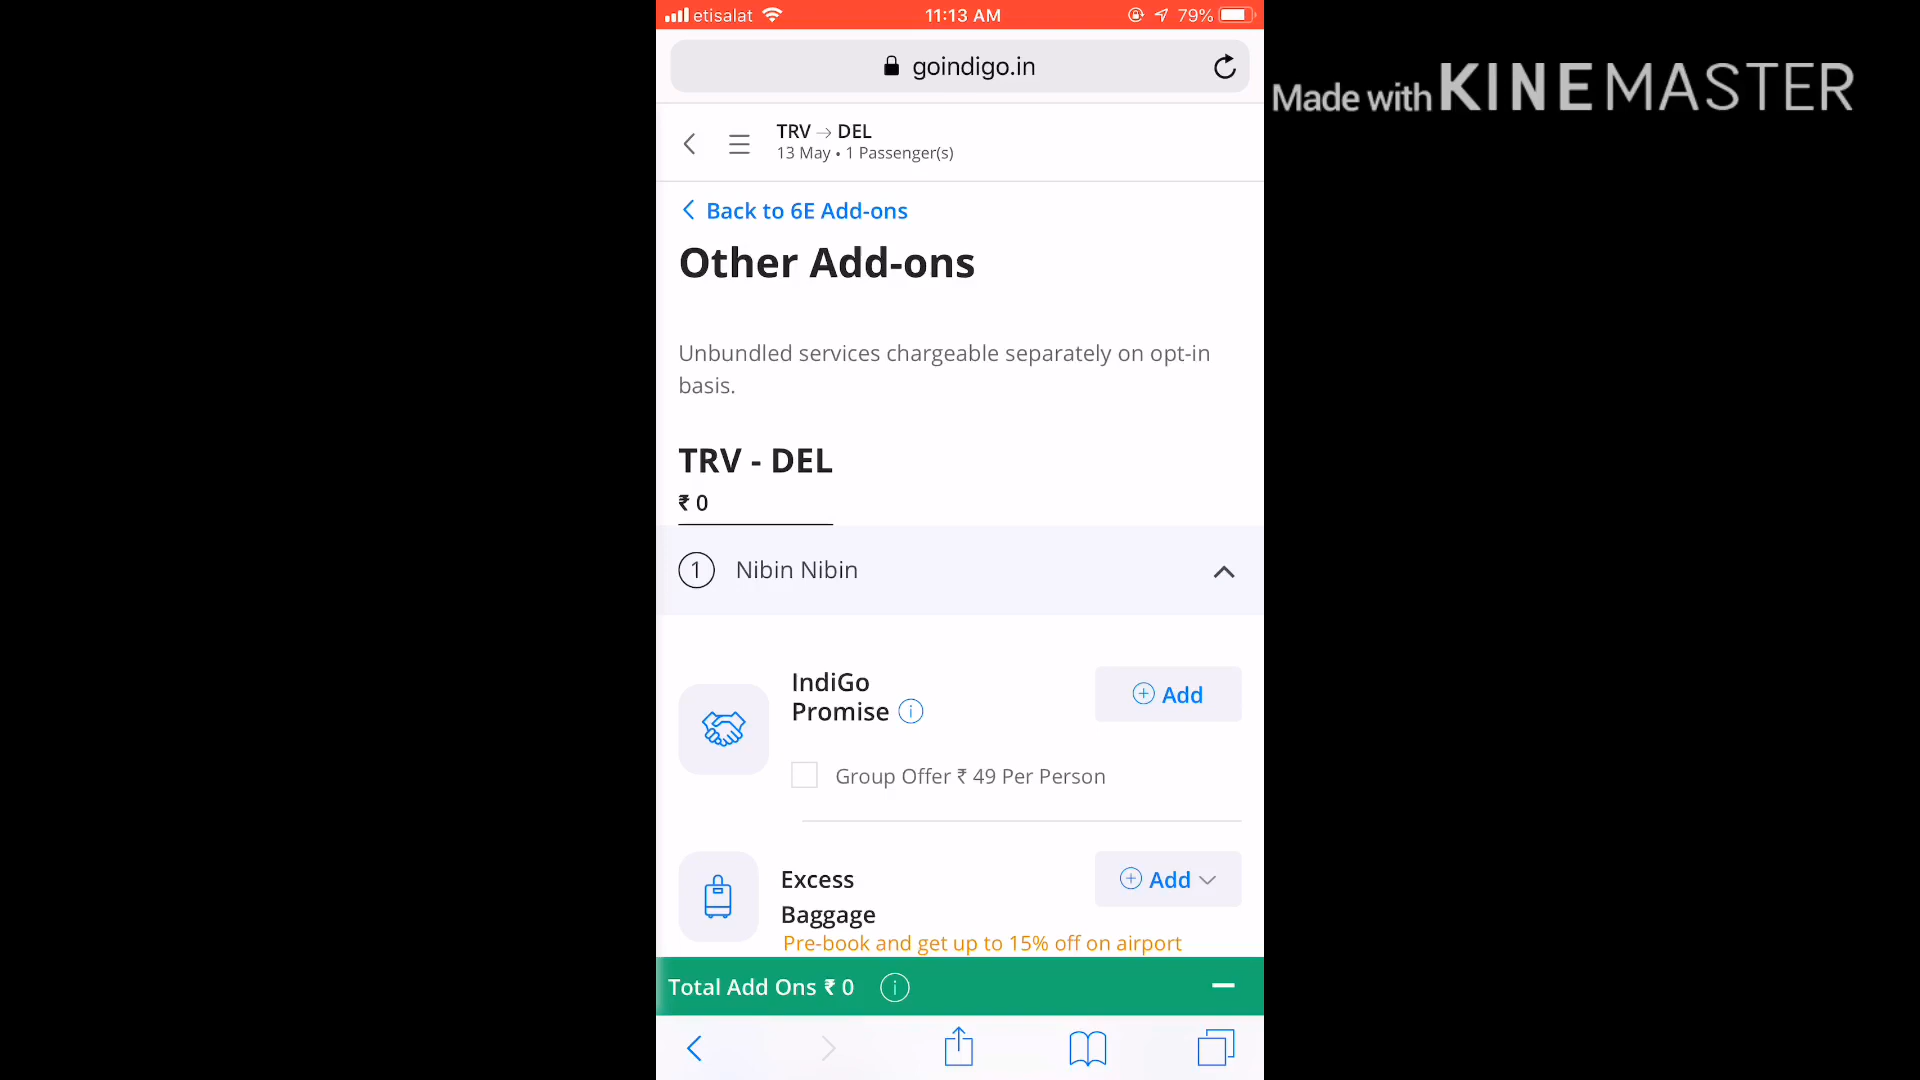 etisalat 11:13 AM 79%
goindigo.in
Made with KINEMASTER
TRV → DEL
13 May • 1 Passenger(s)
Back to 6E Add-ons
Other Add-ons
Unbundled services chargeable separately on opt-in
basis.
TRV - DEL
₹ 0
1 Nibin Nibin
IndiGo
Promise
Add
Group Offer ₹ 49 Per Person
Excess
Baggage
Add
Pre-book and get up to 15% off on airport
Total Add Ons ₹ 0